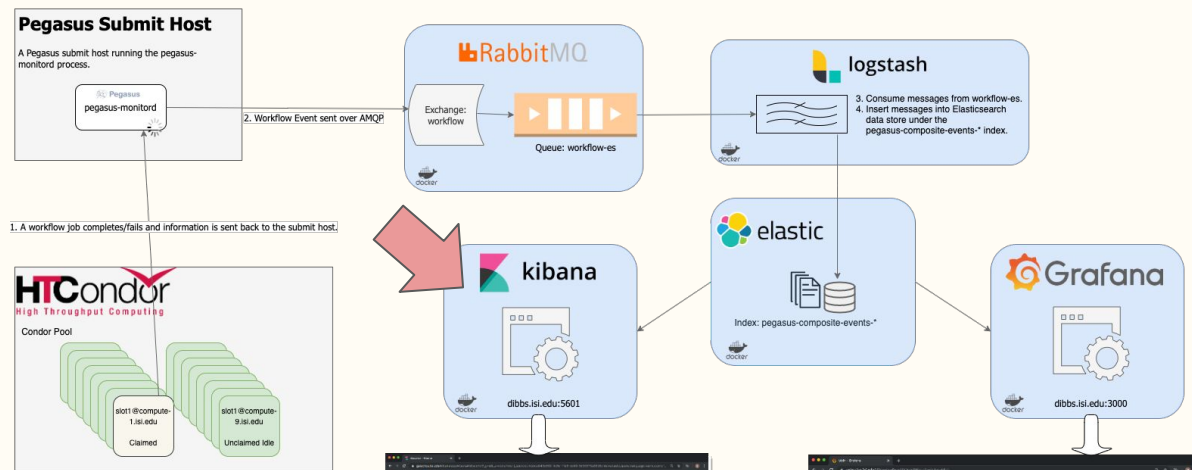 Pegasus Submit Host
A Pegasus submit host running the pegasus-
monitord process.
Pegasus
pegasus-monitord
2. Workflow Event sent over AMQP
1. A workflow job completes/fails and information is sent back to the submit host.
HTCondor
High Throughput Computing
Condor Pool
slot1@compute-
1.isi.edu
Claimed
slot1@compute-
9.isi.edu
Unclaimed Idle
RabbitMQ
Exchange:
workflow
Queue: workflow-es
docker
logstash
3. Consume messages from workflow-es.
4. Insert messages into Elasticsearch
data store under the
pegasus-composite-events-* index.
docker
elastic
Index: pegasus-composite-events-*
docker
kibana
dibbs.isi.edu:5601
docker
Grafana
dibbs.isi.edu:3000
docker